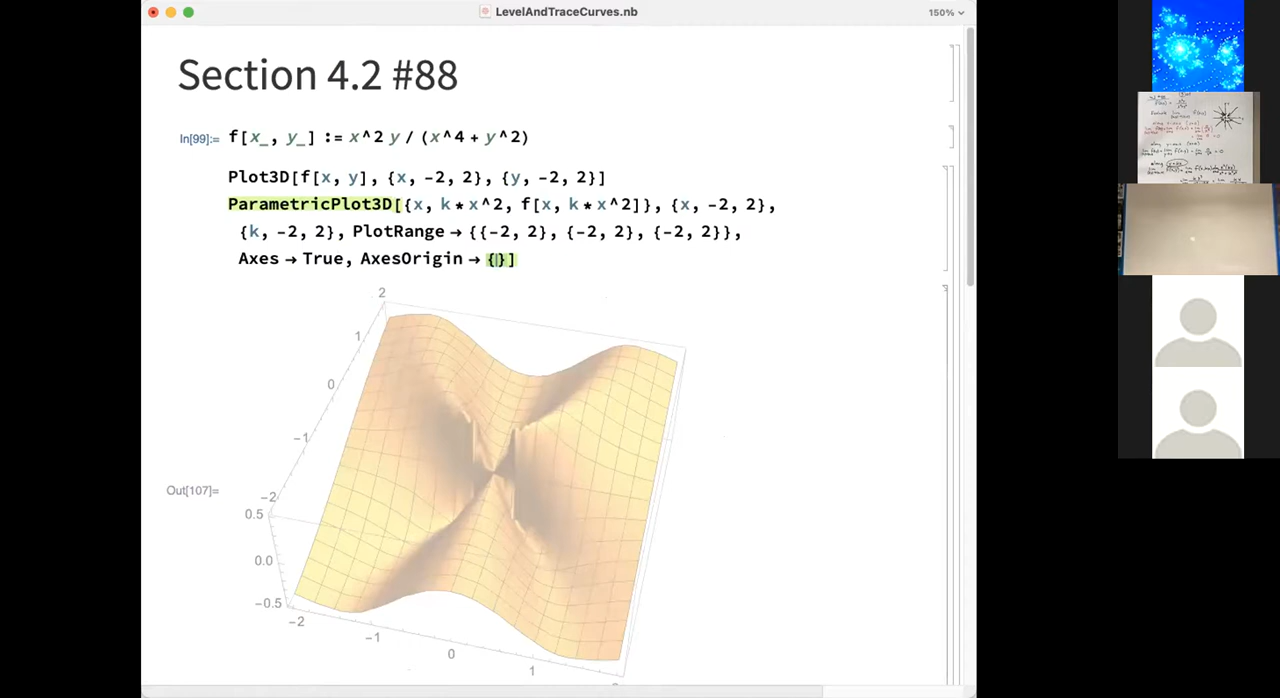 LevelAndTraceCurves.nb
150%
Section 4.2 #88
In[99]:= f[x_, y_] := x^2 y / (x^4 + y^2)
Plot3D[f[x, y], {x, -2, 2}, {y, -2, 2}]
ParametricPlot3D[{x, k * x^2, f[x, k * x^2]}, {x, -2, 2},
{k, -2, 2}, PlotRange → {{-2, 2}, {-2, 2}, {-2, 2}},
Axes → True, AxesOrigin → {}]
2
1
0
-1
Out[107]=
-2
0.5
0.0
-0.5
-2
-1
0
1